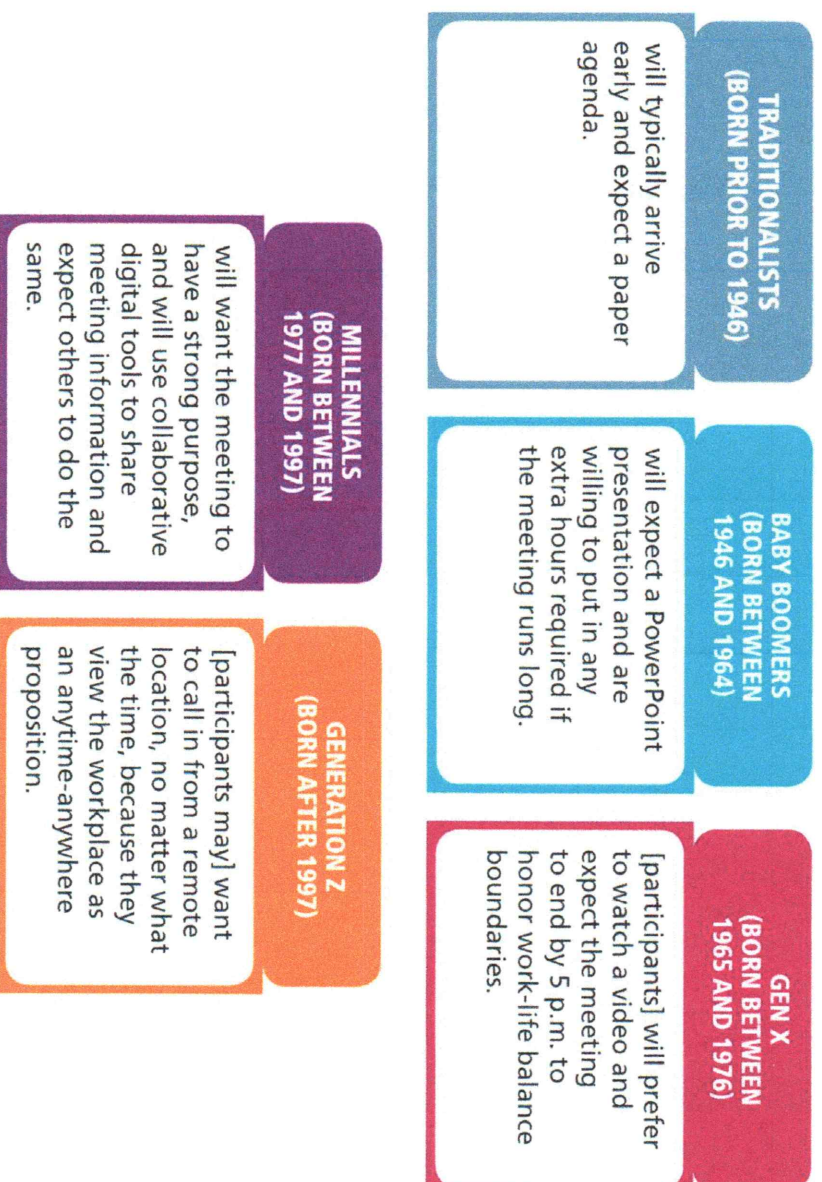 TRADITIONALISTS
(BORN PRIOR TO 1946)
will typically arrive
early and expect a paper
agenda.
BABY BOOMERS
(BORN BETWEEN
1946 AND 1964)
will expect a PowerPoint
presentation and are
willing to put in any
extra hours required if
the meeting runs long.
GEN X
(BORN BETWEEN
1965 AND 1976)
[participants] will prefer
to watch a video and
expect the meeting
to end by 5 p.m. to
honor work-life balance
boundaries.
MILLENNIALS
(BORN BETWEEN
1977 AND 1997)
will want the meeting to
have a strong purpose,
and will use collaborative
digital tools to share
meeting information and
expect others to do the
same.
GENERATION Z
(BORN AFTER 1997)
[participants may] want
to call in from a remote
location, no matter what
the time, because they
view the workplace as
an anytime-anywhere
proposition.